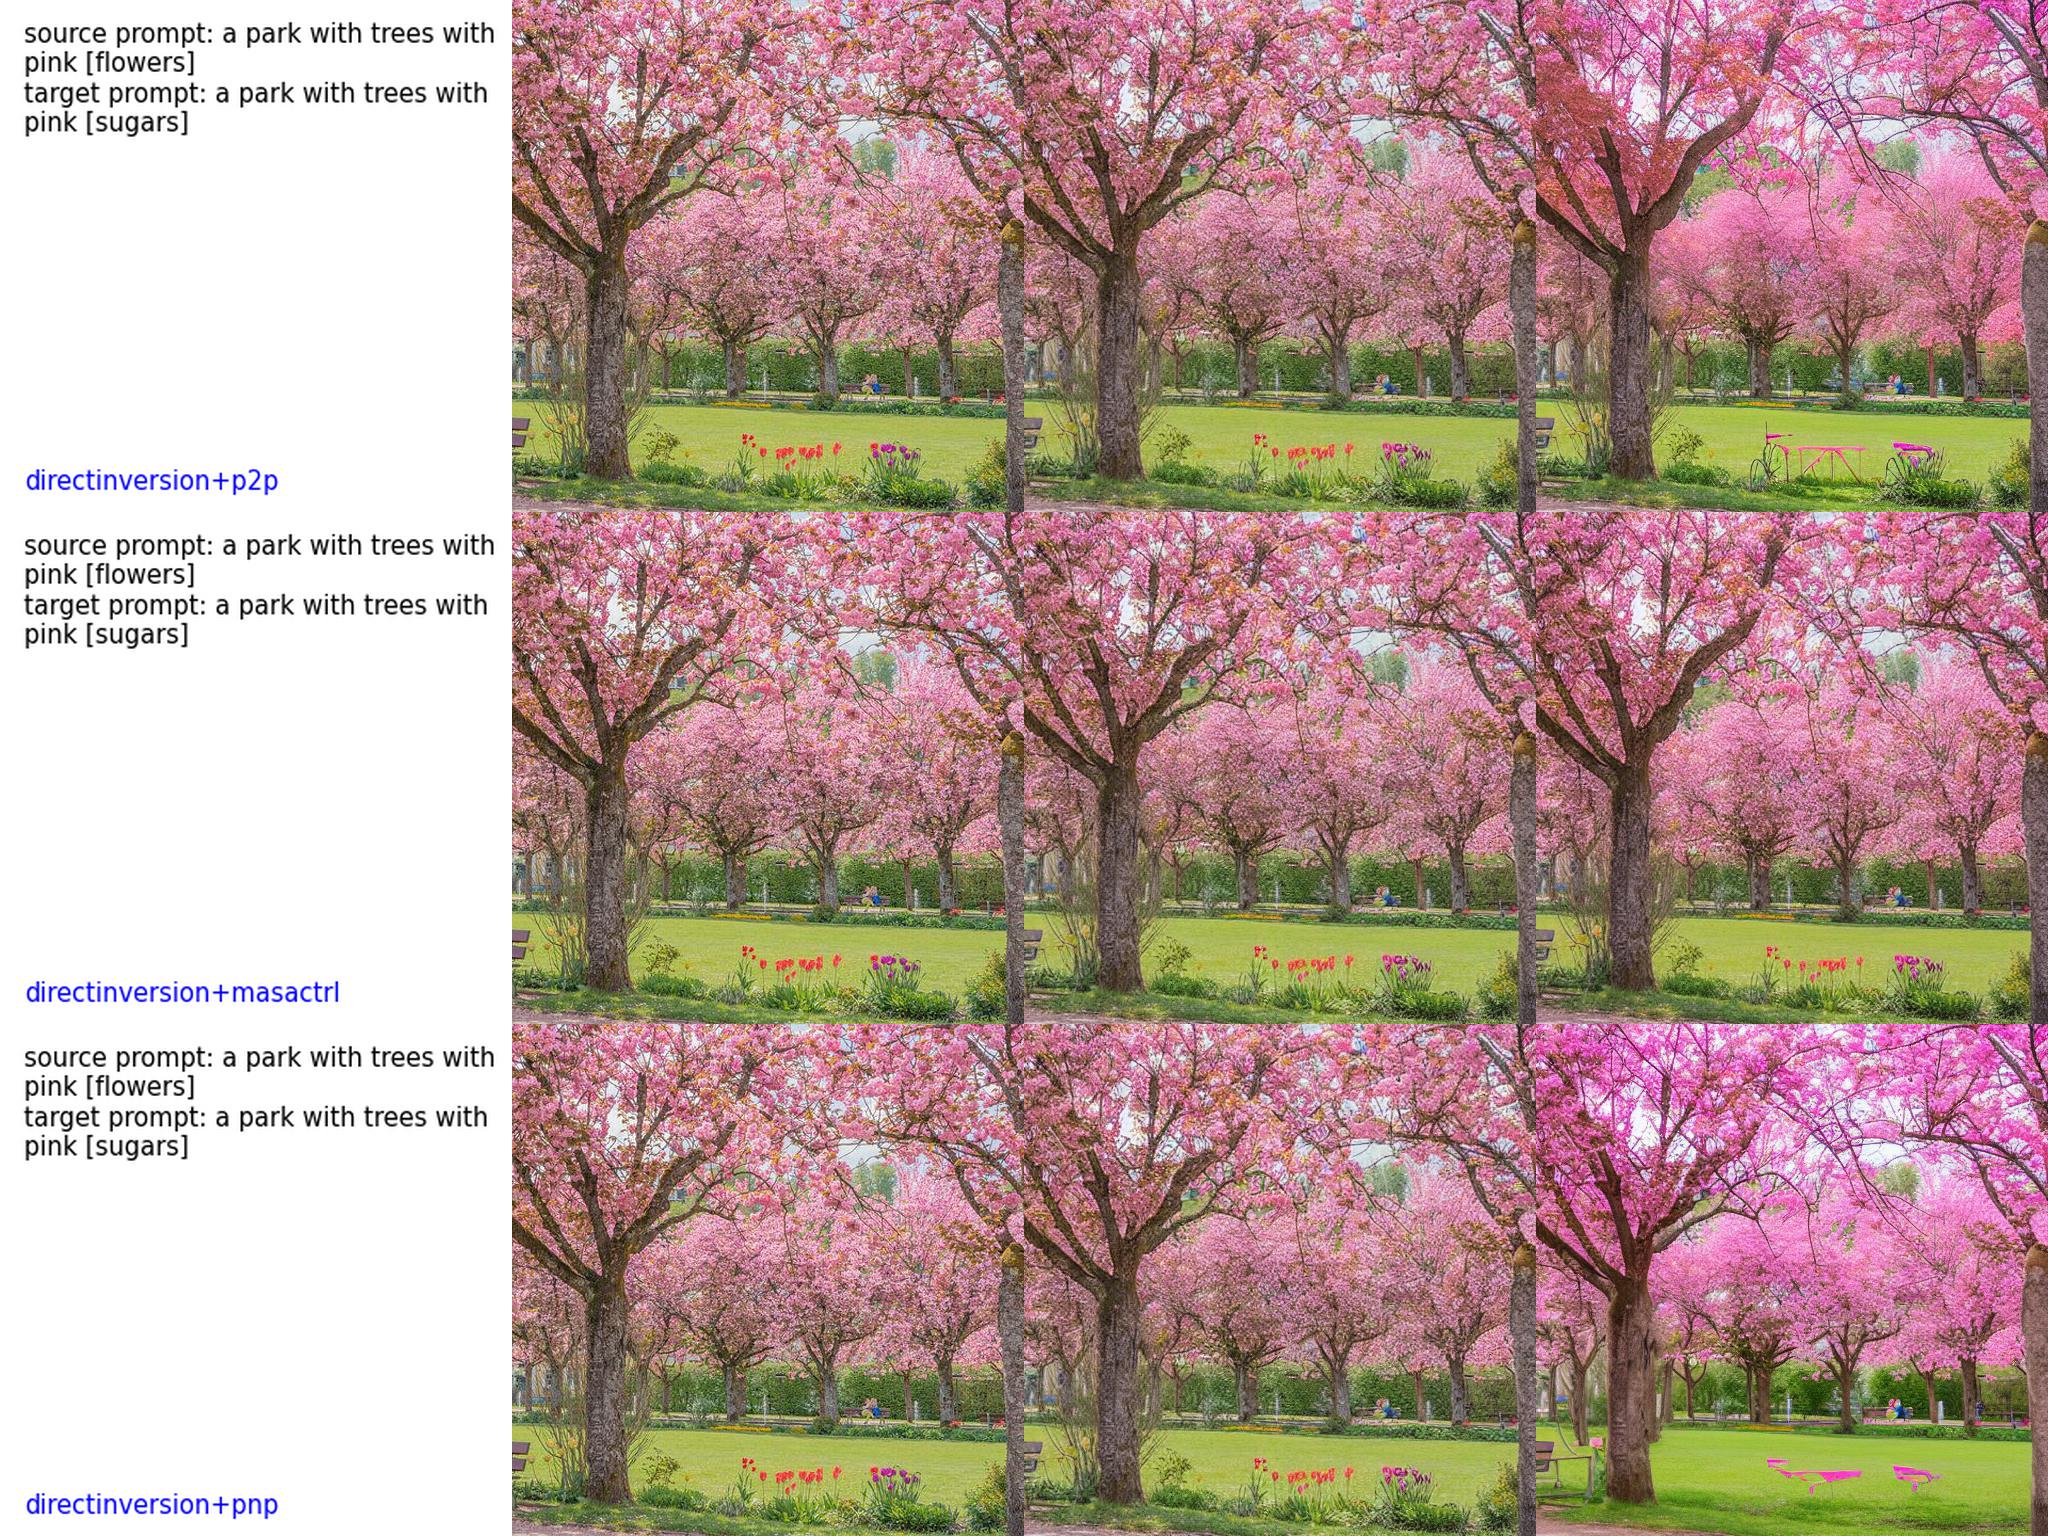 source prompt: a park with trees with
pink [flowers]
target prompt: a park with trees with
pink [sugars]
directinversion+p2p
source prompt: a park with trees with
pink [flowers]
target prompt: a park with trees with
pink [sugars]
directinversion+masactrl
source prompt: a park with trees with
pink [flowers]
target prompt: a park with trees with
pink [sugars]
directinversion+pnp